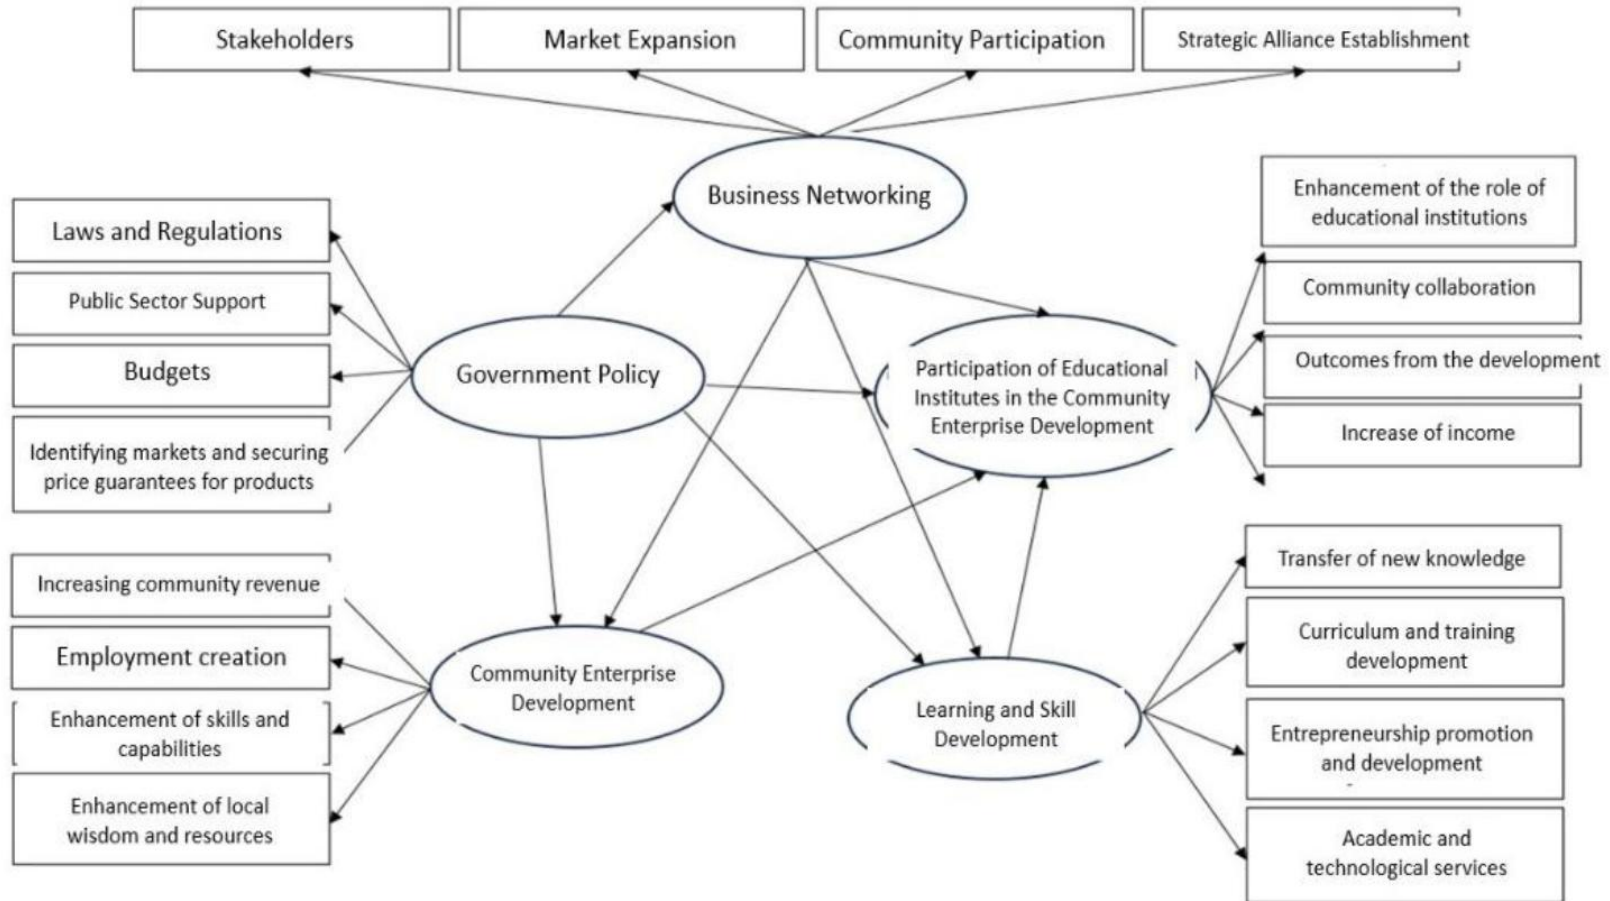 Stakeholders
Market Expansion
Community Participation
Strategic Alliance Establishment
Business Networking
Laws and Regulations
Public Sector Support
Budgets
Identifying markets and securing
price guarantees for products
Government Policy
Participation of Educational
Institutes in the Community
Enterprise Development
Enhancement of the role of
educational institutions
Community collaboration
Outcomes from the development
Increase of income
Increasing community revenue
Employment creation
Enhancement of skills and
capabilities
Enhancement of local
wisdom and resources
Community Enterprise
Development
Learning and Skill
Development
Transfer of new knowledge
Curriculum and training
development
Entrepreneurship promotion
and development
Academic and
technological services